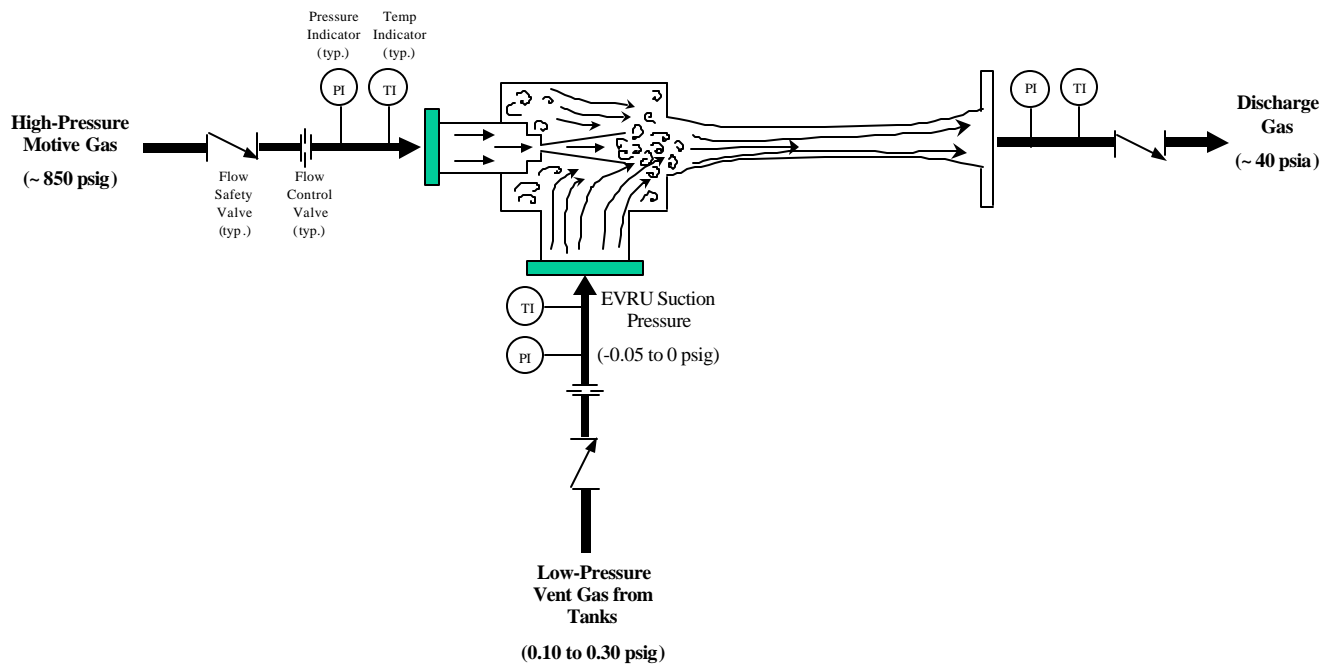 Pressure
Indicator
(typ.)
Temp
Indicator
(typ.)
PI
TI
High-Pressure
Motive Gas
(~ 850 psig)
Flow
Safety
Valve
(typ.)
Flow
Control
Valve
(typ.)
PI
TI
Discharge
Gas
(~ 40 psia)
TI
PI
EVRU Suction
Pressure
(-0.05 to 0 psig)
Low-Pressure
Vent Gas from
Tanks
(0.10 to 0.30 psig)